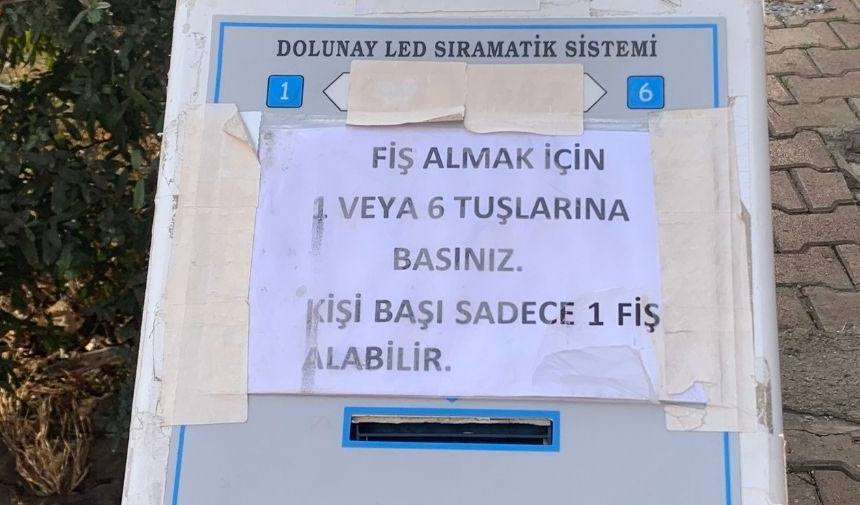 DOLUNAY LED SIRAMATİK SİSTEMİ
1 6
FİŞ ALMAK İÇİN
1 VEYA 6 TUŞLARINA
BASINIZ.
KİŞİ BAŞI SADECE 1 FİŞ
ALABİLİR.